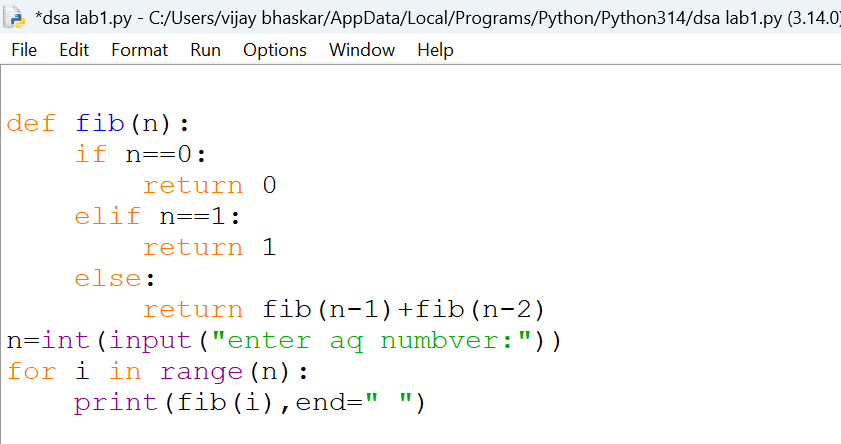 *dsa lab1.py - C:/Users/vijay bhaskar/AppData/Local/Programs/Python/Python314/dsa lab1.py (3.14.0)
File Edit Format Run Options Window Help
def fib(n):
    if n==0:
        return 0
    elif n==1:
        return 1
    else:
        return fib(n-1)+fib(n-2)
n=int(input("enter aq numbver:"))
for i in range(n):
    print(fib(i),end=" ")